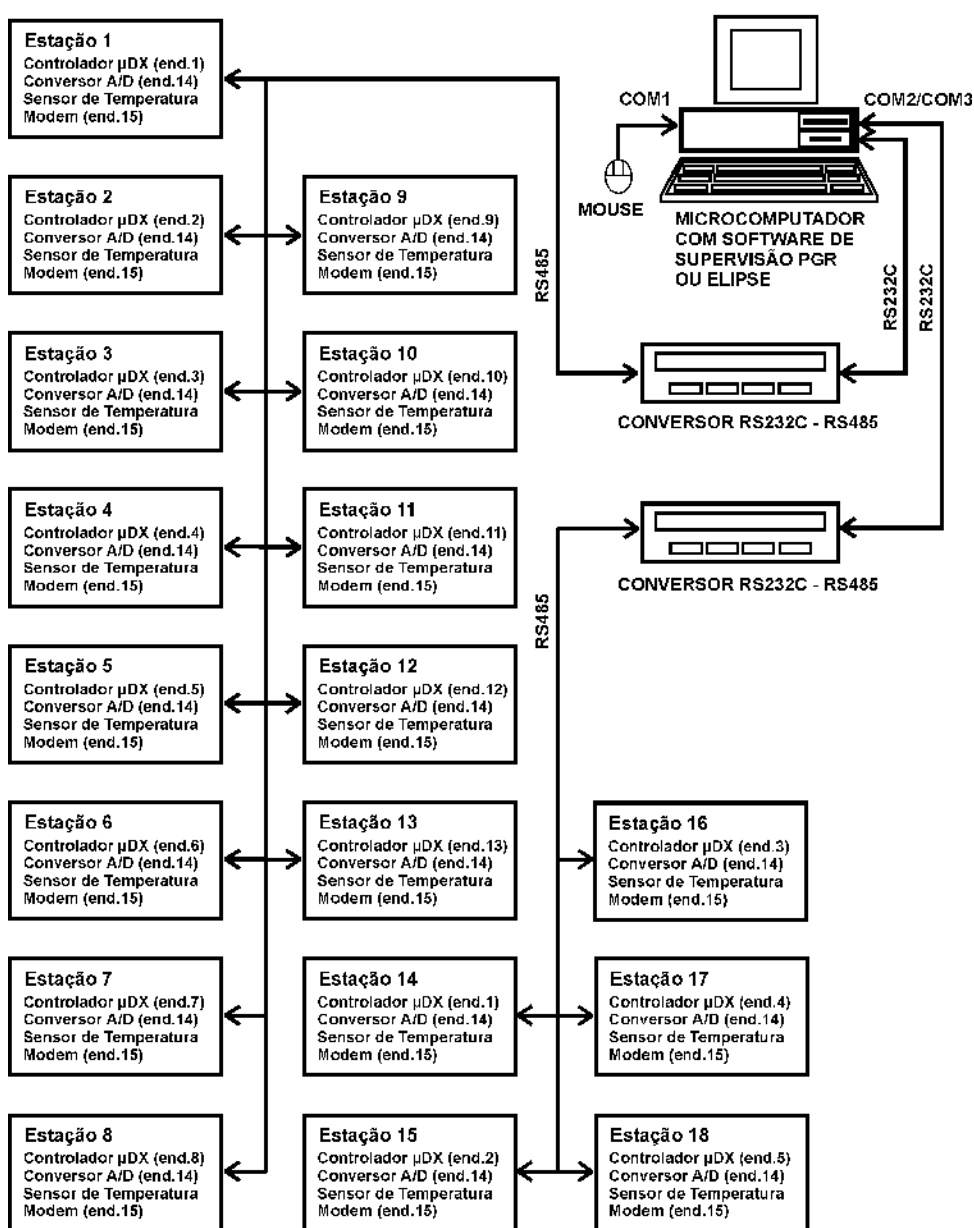 Estação 1
Controlador µDX (end.1)
Conversor A/D (end.14)
Sensor de Temperatura
Modem (end.15)
Estação 2
Controlador µDX (end.2)
Conversor A/D (end.14)
Sensor de Temperatura
Modem (end.15)
Estação 3
Controlador µDX (end.3)
Conversor A/D (end.14)
Sensor de Temperatura
Modem (end.15)
Estação 4
Controlador µDX (end.4)
Conversor A/D (end.14)
Sensor de Temperatura
Modem (end.15)
Estação 5
Controlador µDX (end.5)
Conversor A/D (end.14)
Sensor de Temperatura
Modem (end.15)
Estação 6
Controlador µDX (end.6)
Conversor A/D (end.14)
Sensor de Temperatura
Modem (end.15)
Estação 7
Controlador µDX (end.7)
Conversor A/D (end.14)
Sensor de Temperatura
Modem (end.15)
Estação 8
Controlador µDX (end.8)
Conversor A/D (end.14)
Sensor de Temperatura
Modem (end.15)
Estação 9
Controlador µDX (end.9)
Conversor A/D (end.14)
Sensor de Temperatura
Modem (end.15)
Estação 10
Controlador µDX (end.10)
Conversor A/D (end.14)
Sensor de Temperatura
Modem (end.15)
Estação 11
Controlador µDX (end.11)
Conversor A/D (end.14)
Sensor de Temperatura
Modem (end.15)
Estação 12
Controlador µDX (end.12)
Conversor A/D (end.14)
Sensor de Temperatura
Modem (end.15)
Estação 13
Controlador µDX (end.13)
Conversor A/D (end.14)
Sensor de Temperatura
Modem (end.15)
Estação 14
Controlador µDX (end.1)
Conversor A/D (end.14)
Sensor de Temperatura
Modem (end.15)
Estação 15
Controlador µDX (end.2)
Conversor A/D (end.14)
Sensor de Temperatura
Modem (end.15)
COM1
COM2/COM3
MOUSE
MICROCOMPUTADOR
COM SOFTWARE DE
SUPERVISÃO PGR
OU ELIPSE
RS485
RS232C
RS232C
CONVERSOR RS232C - RS485
CONVERSOR RS232C - RS485
RS485
Estação 16
Controlador µDX (end.3)
Conversor A/D (end.14)
Sensor de Temperatura
Modem (end.15)
Estação 17
Controlador µDX (end.4)
Conversor A/D (end.14)
Sensor de Temperatura
Modem (end.15)
Estação 18
Controlador µDX (end.5)
Conversor A/D (end.14)
Sensor de Temperatura
Modem (end.15)